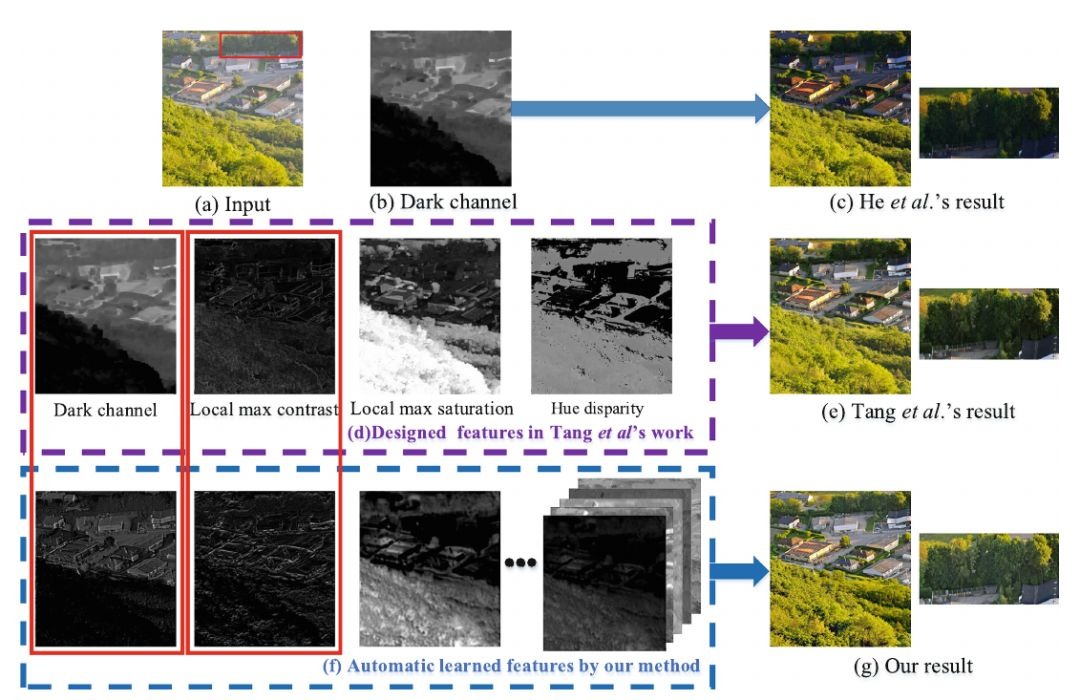 (a) Input
(b) Dark channel
(c) He et al.'s result
Dark channel
Local max contrast
Local max saturation
Hue disparity
(d)Designed features in Tang et al's work
(e) Tang et al.'s result
(f) Automatic learned features by our method
(g) Our result